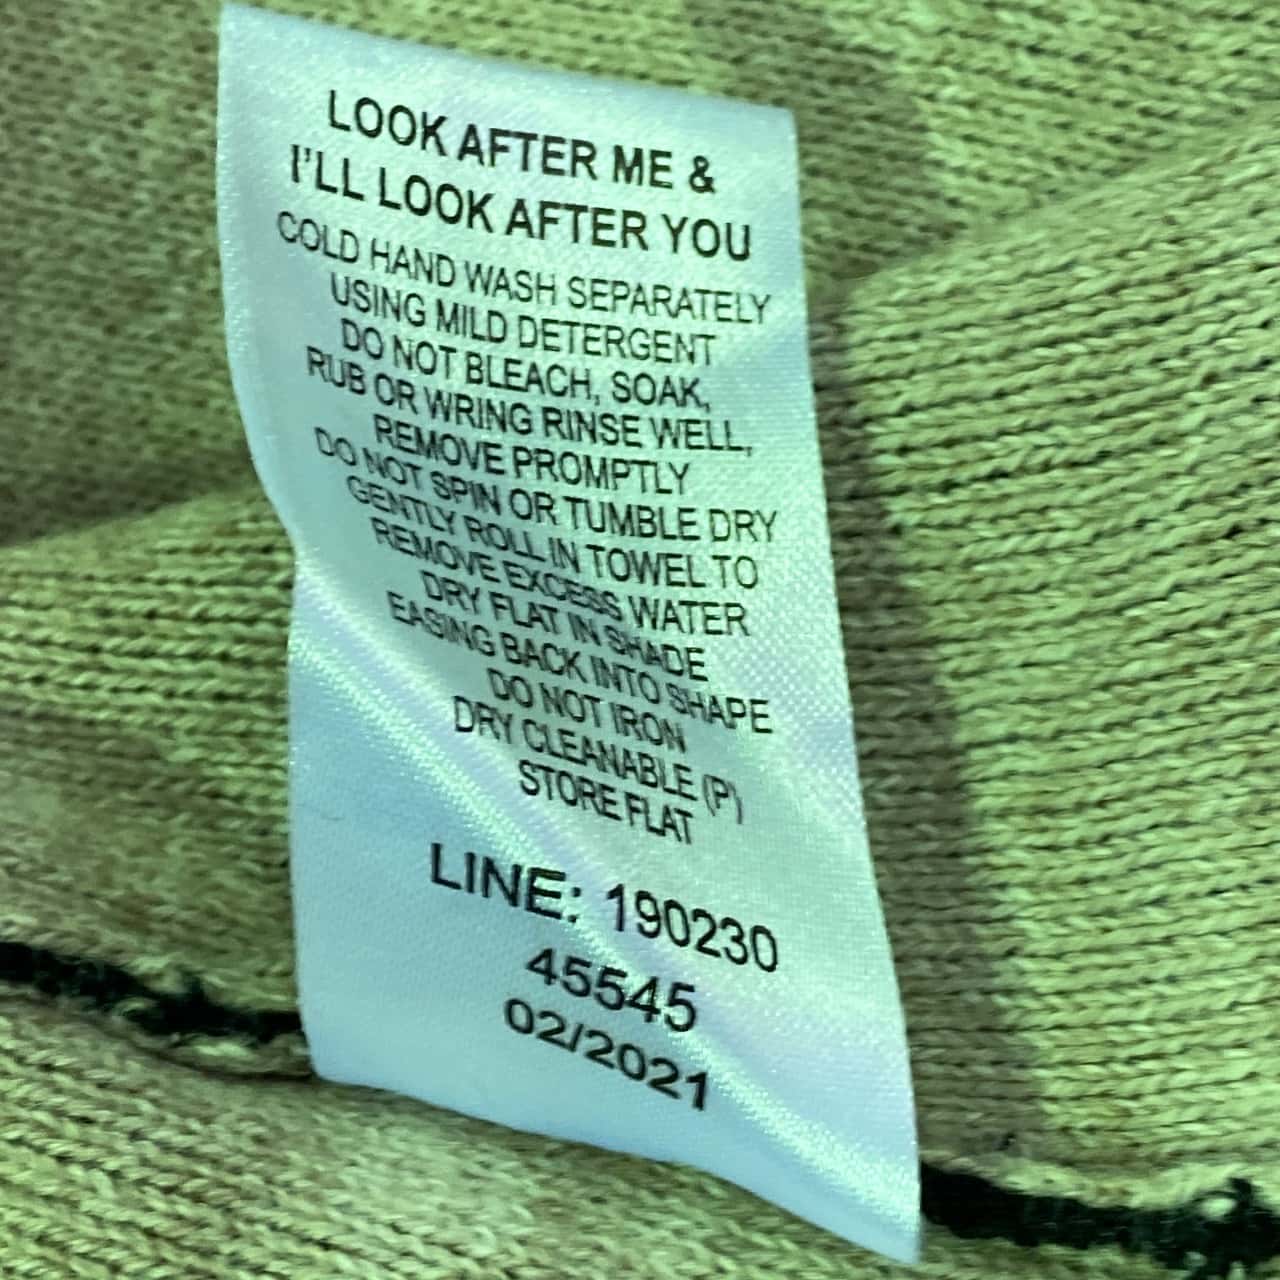 LOOK AFTER ME &
I'LL LOOK AFTER YOU
COLD HAND WASH SEPARATELY
USING MILD DETERGENT
DO NOT BLEACH, SOAK,
RUB OR WRING RINSE WELL,
REMOVE PROMPTLY
DO NOT SPIN OR TUMBLE DRY
GENTLY ROLL IN TOWEL TO
REMOVE EXCESS WATER
DRY FLAT IN SHADE
EASING BACK INTO SHAPE
DO NOT IRON
DRY CLEANABLE (P)
STORE FLAT
LINE: 190230
45545
02/2021